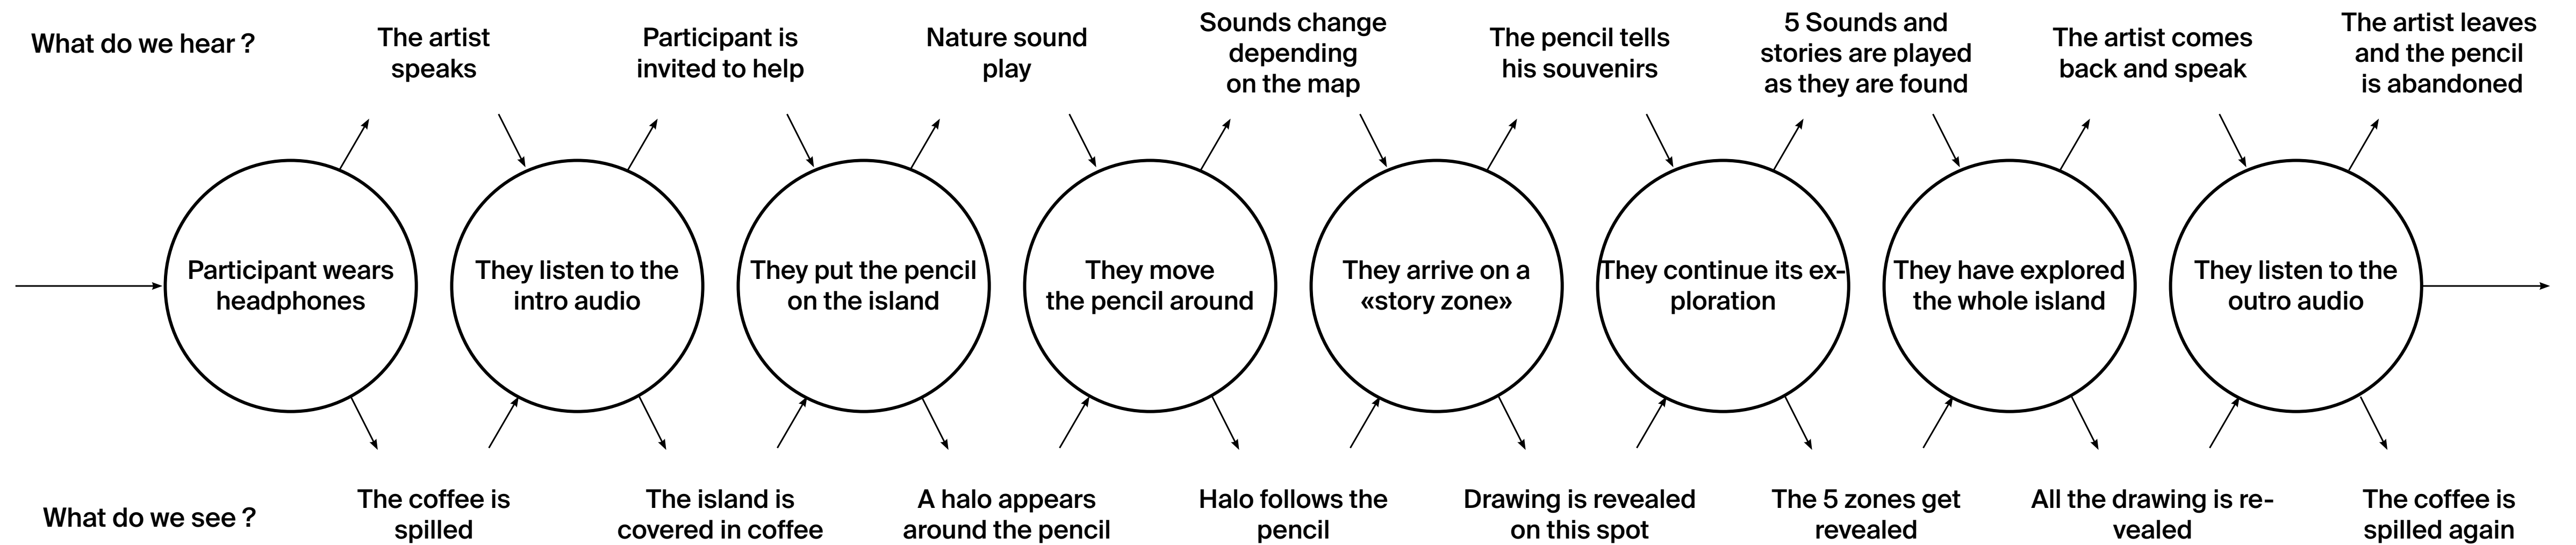 What do we hear ?
The artist
speaks
Participant is
invited to help
Nature sound
play
Sounds change
depending
on the map
The pencil tells
his souvenirs
5 Sounds and
stories are played
as they are found
The artist comes
back and speak
The artist leaves
and the pencil
is abandoned
Participant wears
headphones
They listen to the
intro audio
They put the pencil
on the island
They move
the pencil around
They arrive on a
«story zone»
They continue its ex-
ploration
They have explored
the whole island
They listen to the
outro audio
What do we see ?
The coffee is
spilled
The island is
covered in coffee
A halo appears
around the pencil
Halo follows the
pencil
Drawing is revealed
on this spot
The 5 zones get
revealed
All the drawing is re-
vealed
The coffee is
spilled again